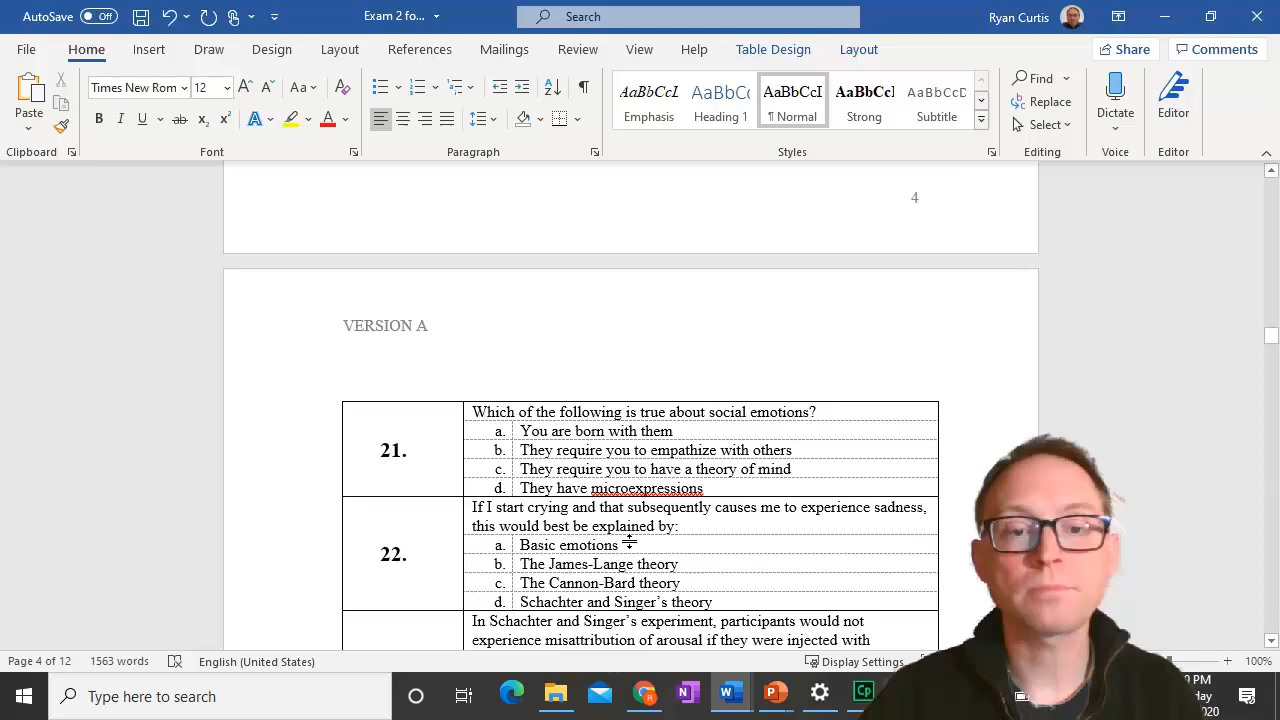 AutoSave Off Exam 2 fo... Search Ryan Curtis
File Home Insert Draw Design Layout References Mailings Review View Help Table Design Layout Share Comments
Paste
Times New Rom 12
Aa
B I U ab x2 x2 A A
AaBbCcI AaBbCc AaBbCcI AaBbCcI AaBbCcD
Emphasis Heading 1 ¶ Normal Strong Subtitle
Find
Replace
Select
Dictate
Editor
Clipboard Font Paragraph Styles Editing Voice Editor
4
VERSION A
21.
Which of the following is true about social emotions?
a. You are born with them
b. They require you to empathize with others
c. They require you to have a theory of mind
d. They have microexpressions
22.
If I start crying and that subsequently causes me to experience sadness,
this would best be explained by:
a. Basic emotions
b. The James-Lange theory
c. The Cannon-Bard theory
d. Schachter and Singer's theory
In Schachter and Singer's experiment, participants would not
experience misattribution of arousal if they were injected with
Page 4 of 12 1563 words English (United States) Display Settings 100%
Type here to search